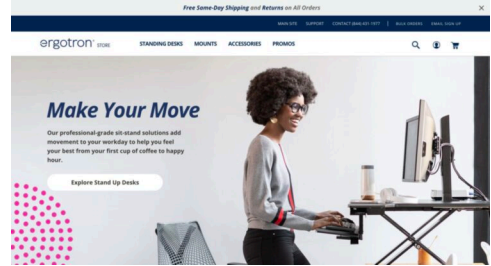 Free Same-Day Shipping and Returns on All Orders
MAIN SITE SUPPORT CONTACT (844) 631-1977 | BULK ORDERS EMAIL SIGN UP
ergotron STORE STANDING DESKS MOUNTS ACCESSORIES PROMOS
Make Your Move
Our professional-grade sit-stand solutions add
movement to your workday to help you feel
your best from your first cup of coffee to happy
hour.
Explore Stand Up Desks